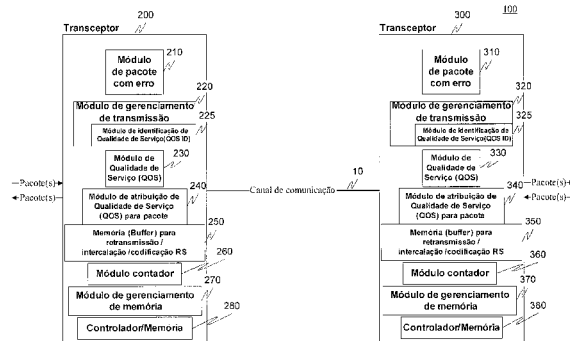 100
200
Transceptor
210
Módulo
de pacote
com erro
220
Módulo de gerenciamento
de transmissão
225
Módulo de identificação de
Qualidade de Serviço(QOS ID)
230
Módulo de
Qualidade de
Serviço (QOS)
Pacote(s)
Pacote(s)
240
Módulo de atribuição de
Qualidade de Serviço
(QOS) para pacote
250
Memória (Buffer) para
retransmissão /
intercalação /codificação RS
260
Módulo contador
270
Módulo de gerenciamento
de memória
280
Controlador/Memória
10
Canal de comunicação
300
Transceptor
310
Módulo
de pacote
com erro
320
Módulo de gerenciamento
de transmissão
325
Módulo de identificação de
Qualidade de Serviço(QOS ID)
330
Módulo de
Qualidade de
Serviço (QOS)
Pacote(s)
Pacote(s)
340
Módulo de atribuição de
Qualidade de Serviço
(QOS) para pacote
350
Memória (buffer) para
retransmissão /
intercalação /codificação RS
360
Módulo contador
370
Módulo de gerenciamento
de memória
380
Controlador/Memória